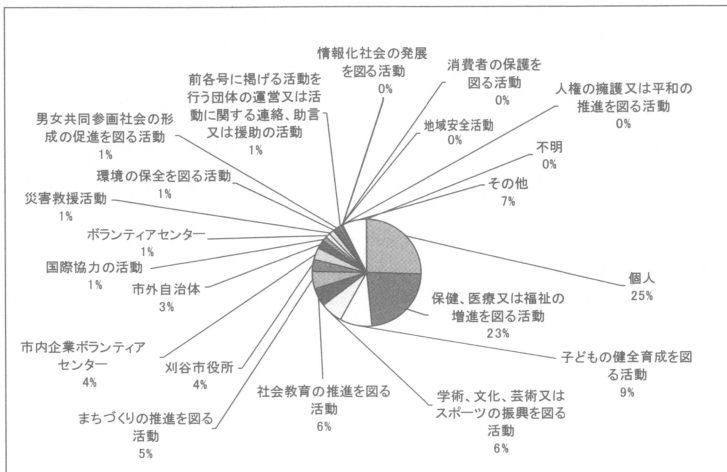 情報化社会の発展
を図る活動
0%
消費者の保護を
図る活動
0%
人権の擁護又は平和の
推進を図る活動
0%
前各号に掲げる活動を
行う団体の運営又は活
動に関する連絡、助言
又は援助の活動
1%
地域安全活動
0%
男女共同参画社会の形
成の促進を図る活動
1%
不明
0%
環境の保全を図る活動
1%
その他
7%
災害救援活動
1%
ボランティアセンター
1%
国際協力の活動
1%
市外自治体
3%
個人
25%
保健、医療又は福祉の
増進を図る活動
23%
市内企業ボランティア
センター
4%
刈谷市役所
4%
子どもの健全育成を図
る活動
9%
社会教育の推進を図る
活動
6%
学術、文化、芸術又は
スポーツの振興を図る
活動
6%
まちづくりの推進を図る
活動
5%